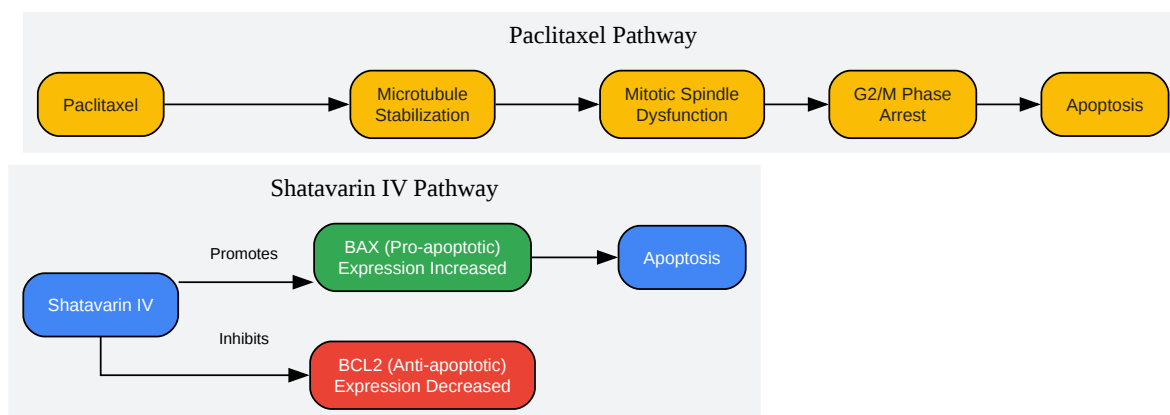 Paclitaxel Pathway
Paclitaxel
Microtubule
Stabilization
Mitotic Spindle
Dysfunction
G2/M Phase
Arrest
Apoptosis
Shatavarin IV Pathway
Shatavarin IV
Promotes
BAX (Pro-apoptotic)
Expression Increased
Apoptosis
Inhibits
BCL2 (Anti-apoptotic)
Expression Decreased